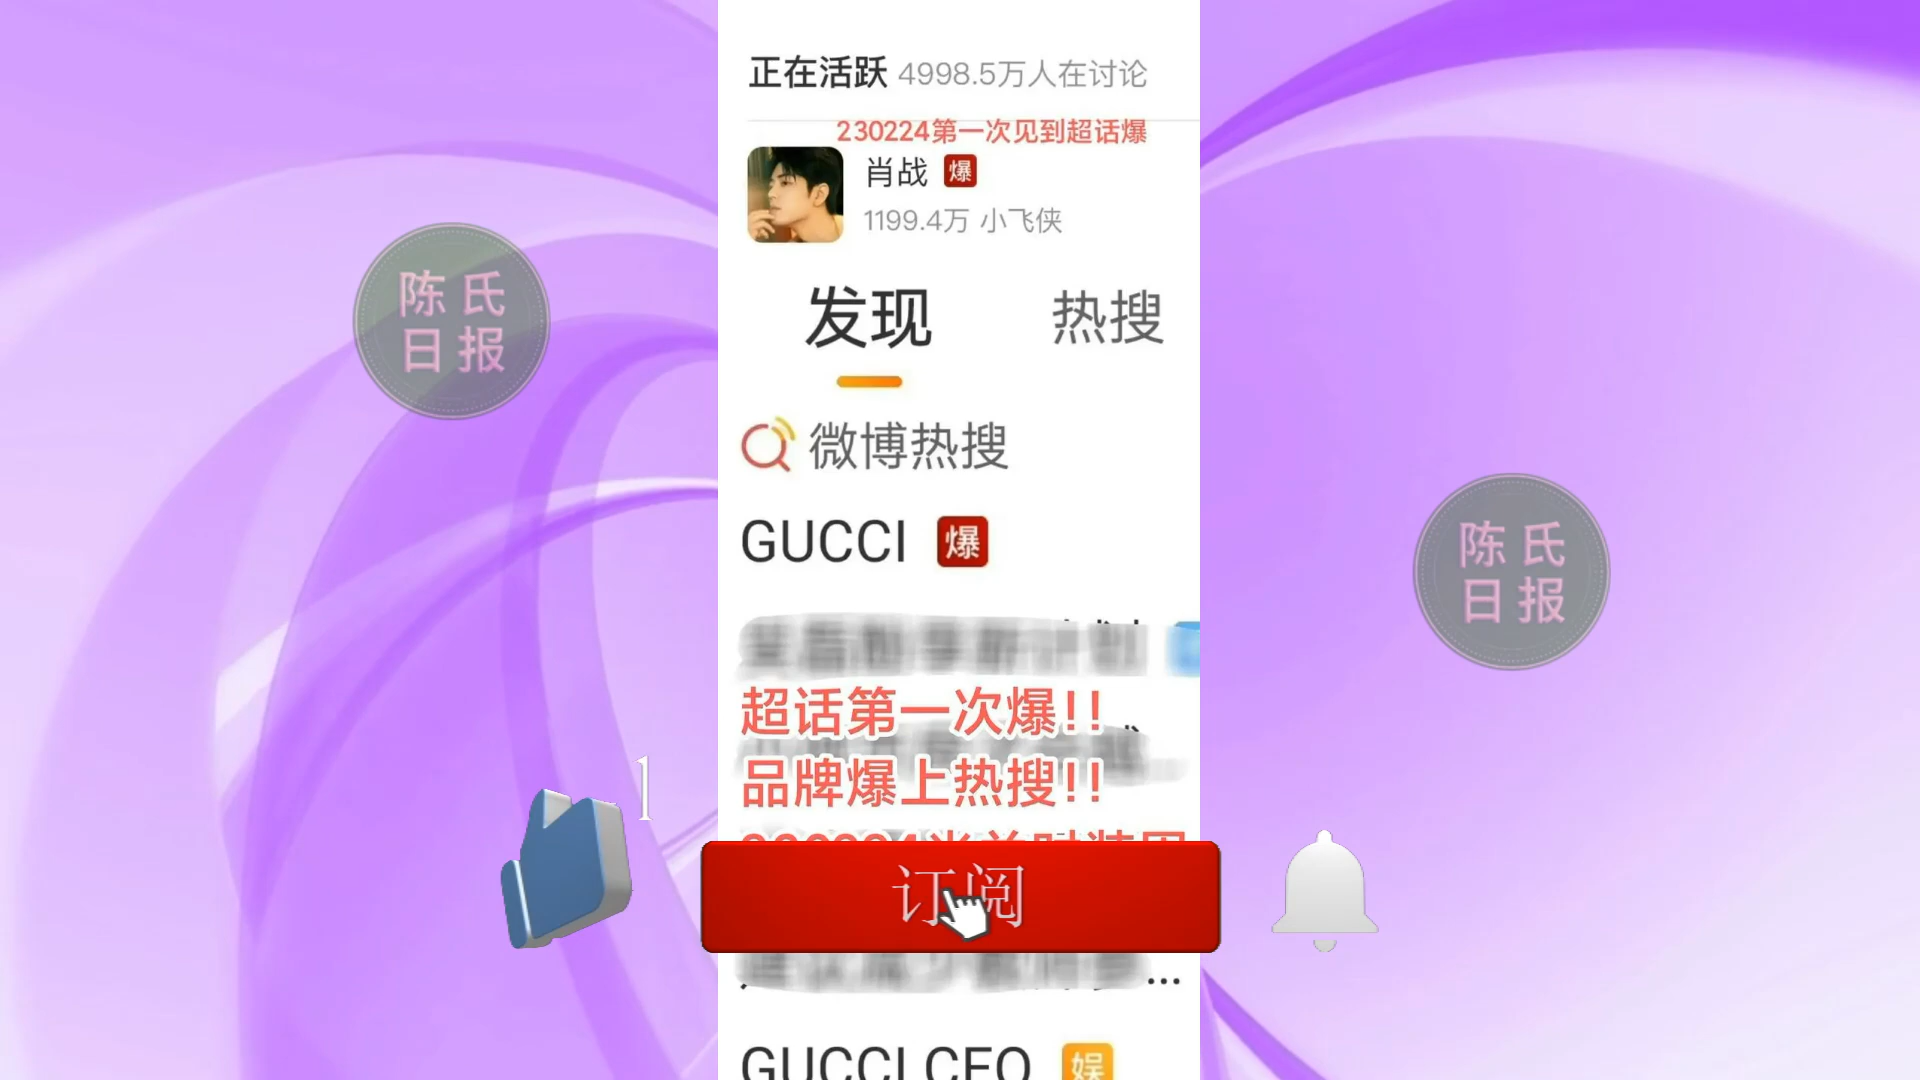 正在活跃 4998.5万人在讨论
230224第一次见到超话爆
肖战 爆
1199.4万 小飞侠
陈氏
日报
发现 热搜
微博热搜
GUCCI 爆
陈氏
日报
超话第一次爆!!
品牌爆上热搜!!
1
订阅
...
GUCCI CEO 娱